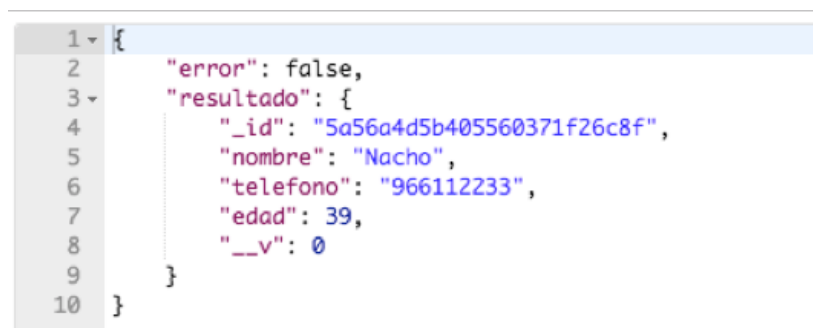 1 {
2 "error": false,
3 "resultado": {
4 "_id": "5a56a4d5b405560371f26c8f",
5 "nombre": "Nacho",
6 "telefono": "966112233",
7 "edad": 39,
8 "__v": 0
9 }
10 }